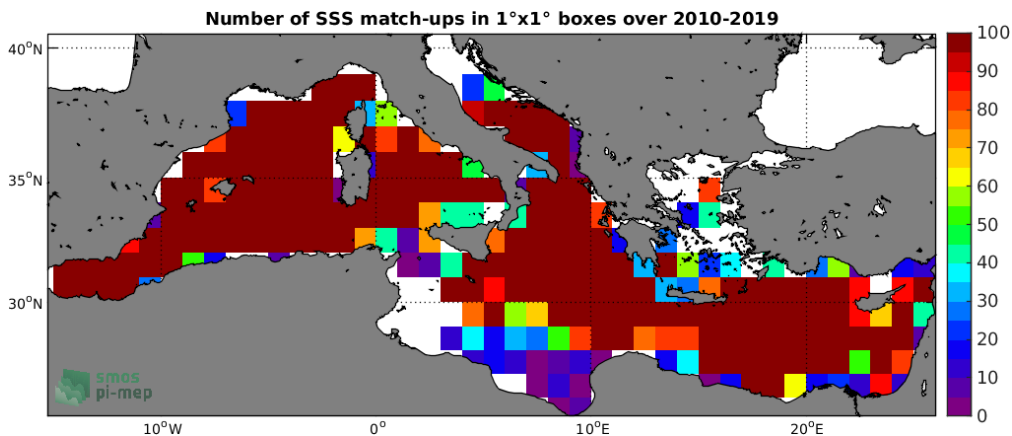 Number of SSS match-ups in 1°x1° boxes over 2010-2019
40°N
35°N
30°N
10°W
0°
10°E
20°E
100
90
80
70
60
50
40
30
20
10
0
smos
pi-mep